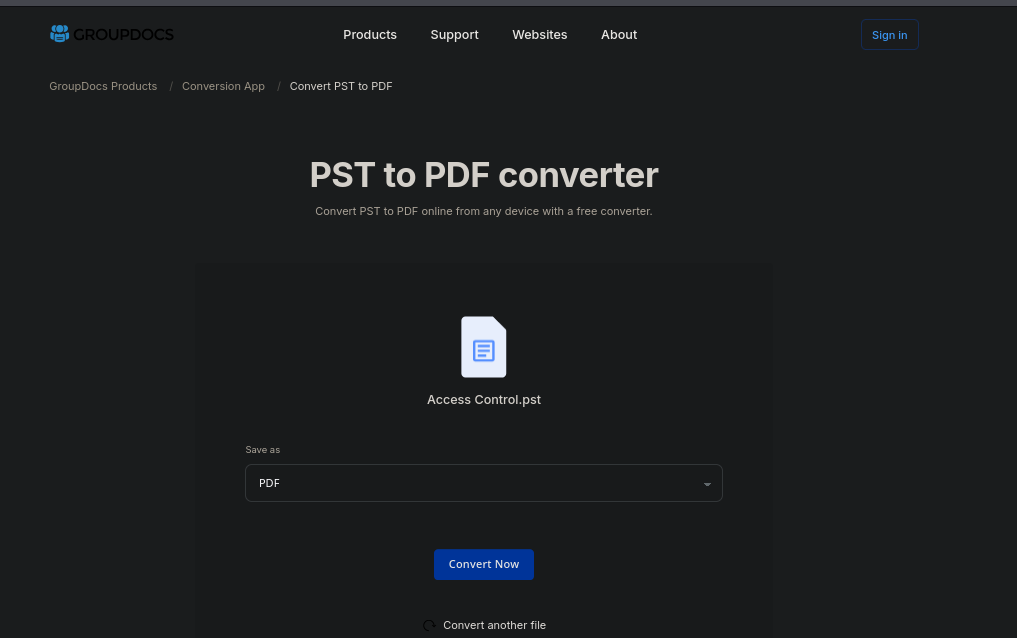 GROUPDOCS Products Support Websites About Sign in
GroupDocs Products / Conversion App / Convert PST to PDF
PST to PDF converter
Convert PST to PDF online from any device with a free converter.
Access Control.pst
Save as
PDF
Convert Now
Convert another file